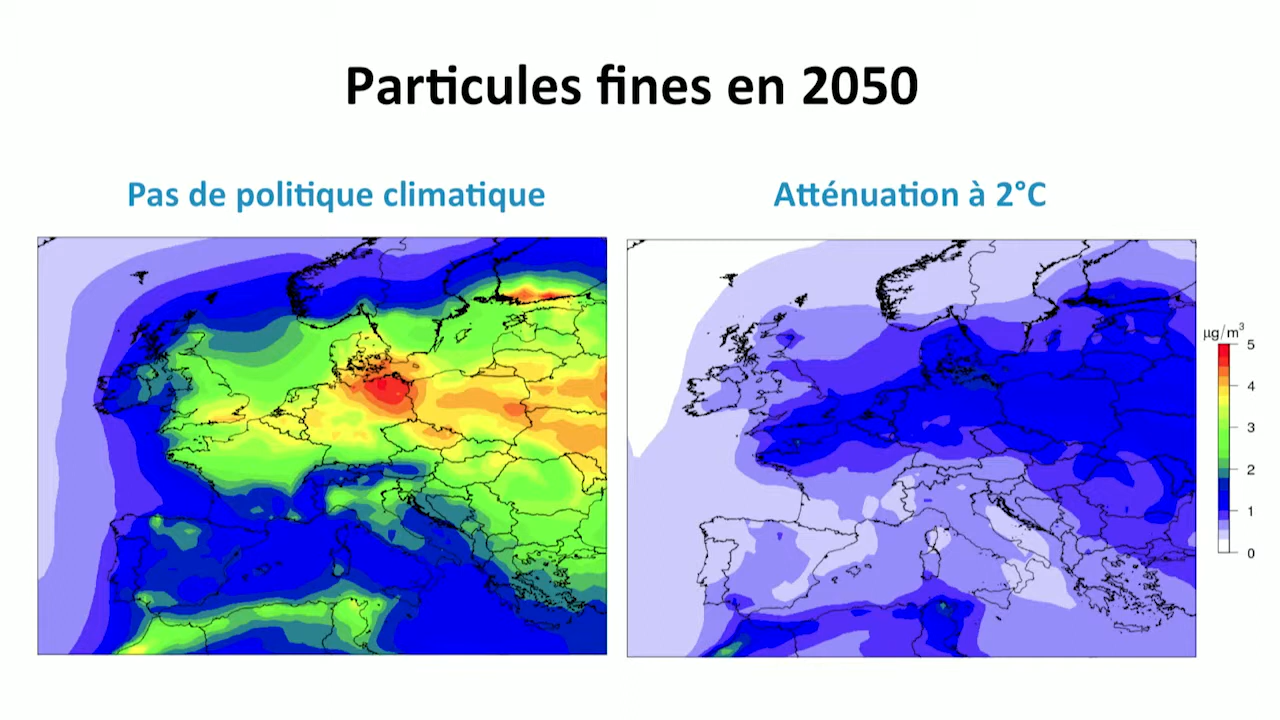 Particules fines en 2050
Pas de politique climatique
Atténuation à 2°C
µg/m³
5
4
3
2
1
0